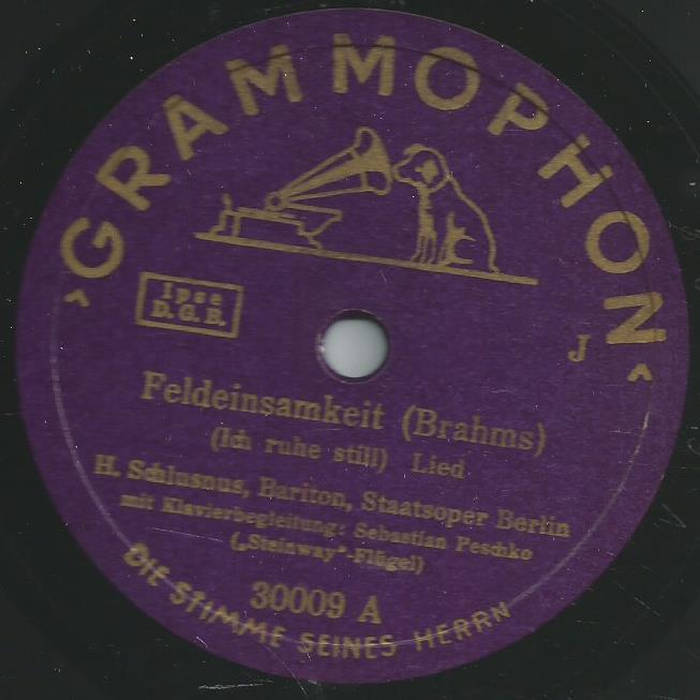 ›GRAMMOPHON‹
Ipse
D.G.B.
J
Feldeinsamkeit (Brahms)
(Ich ruhe still) Lied
H. Schlusnus, Bariton, Staatsoper Berlin
mit Klavierbegleitung: Sebastian Peschko
(„Steinway“-Flügel)
30009 A
DIE STIMME SEINES HERRN